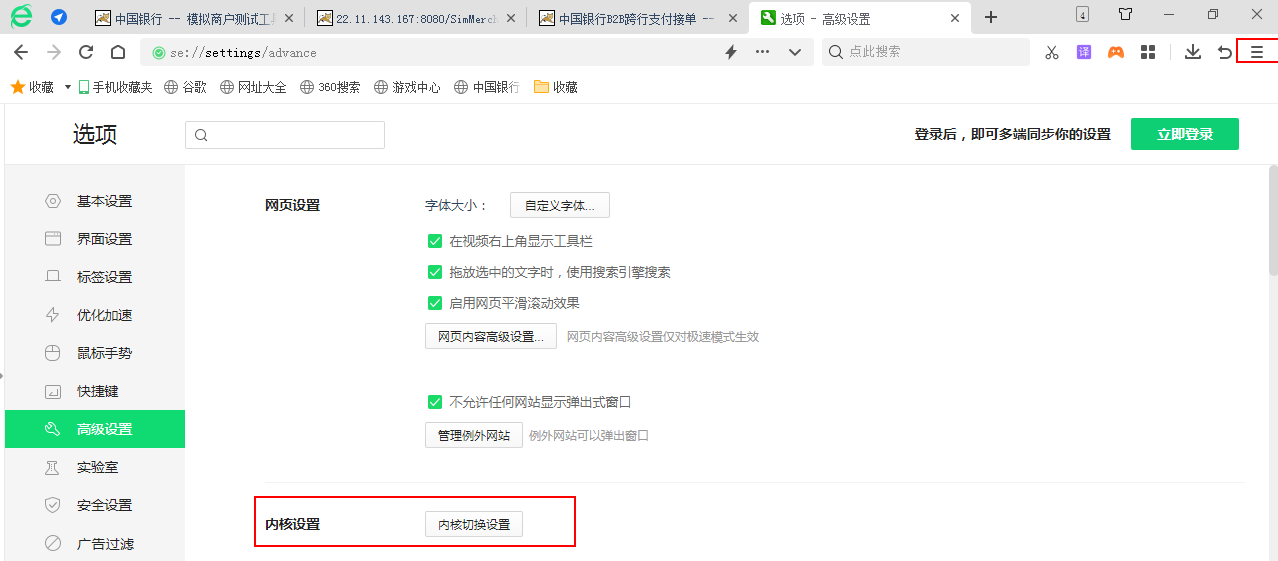 中国银行 -- 模拟商户测试工具
22.11.143.167:8080/SimMerch
中国银行B2B跨行支付接单 --
选项 - 高级设置
4
se://settings/advance
点此搜索
译
收藏
手机收藏夹
谷歌
网址大全
360搜索
游戏中心
中国银行
收藏
选项
登录后，即可多端同步你的设置
立即登录
基本设置
界面设置
标签设置
优化加速
鼠标手势
快捷键
高级设置
实验室
安全设置
广告过滤
网页设置
字体大小：
自定义字体...
在视频右上角显示工具栏
拖放选中的文字时，使用搜索引擎搜索
启用网页平滑滚动效果
网页内容高级设置...
网页内容高级设置仅对极速模式生效
不允许任何网站显示弹出式窗口
管理例外网站
例外网站可以弹出窗口
内核设置
内核切换设置